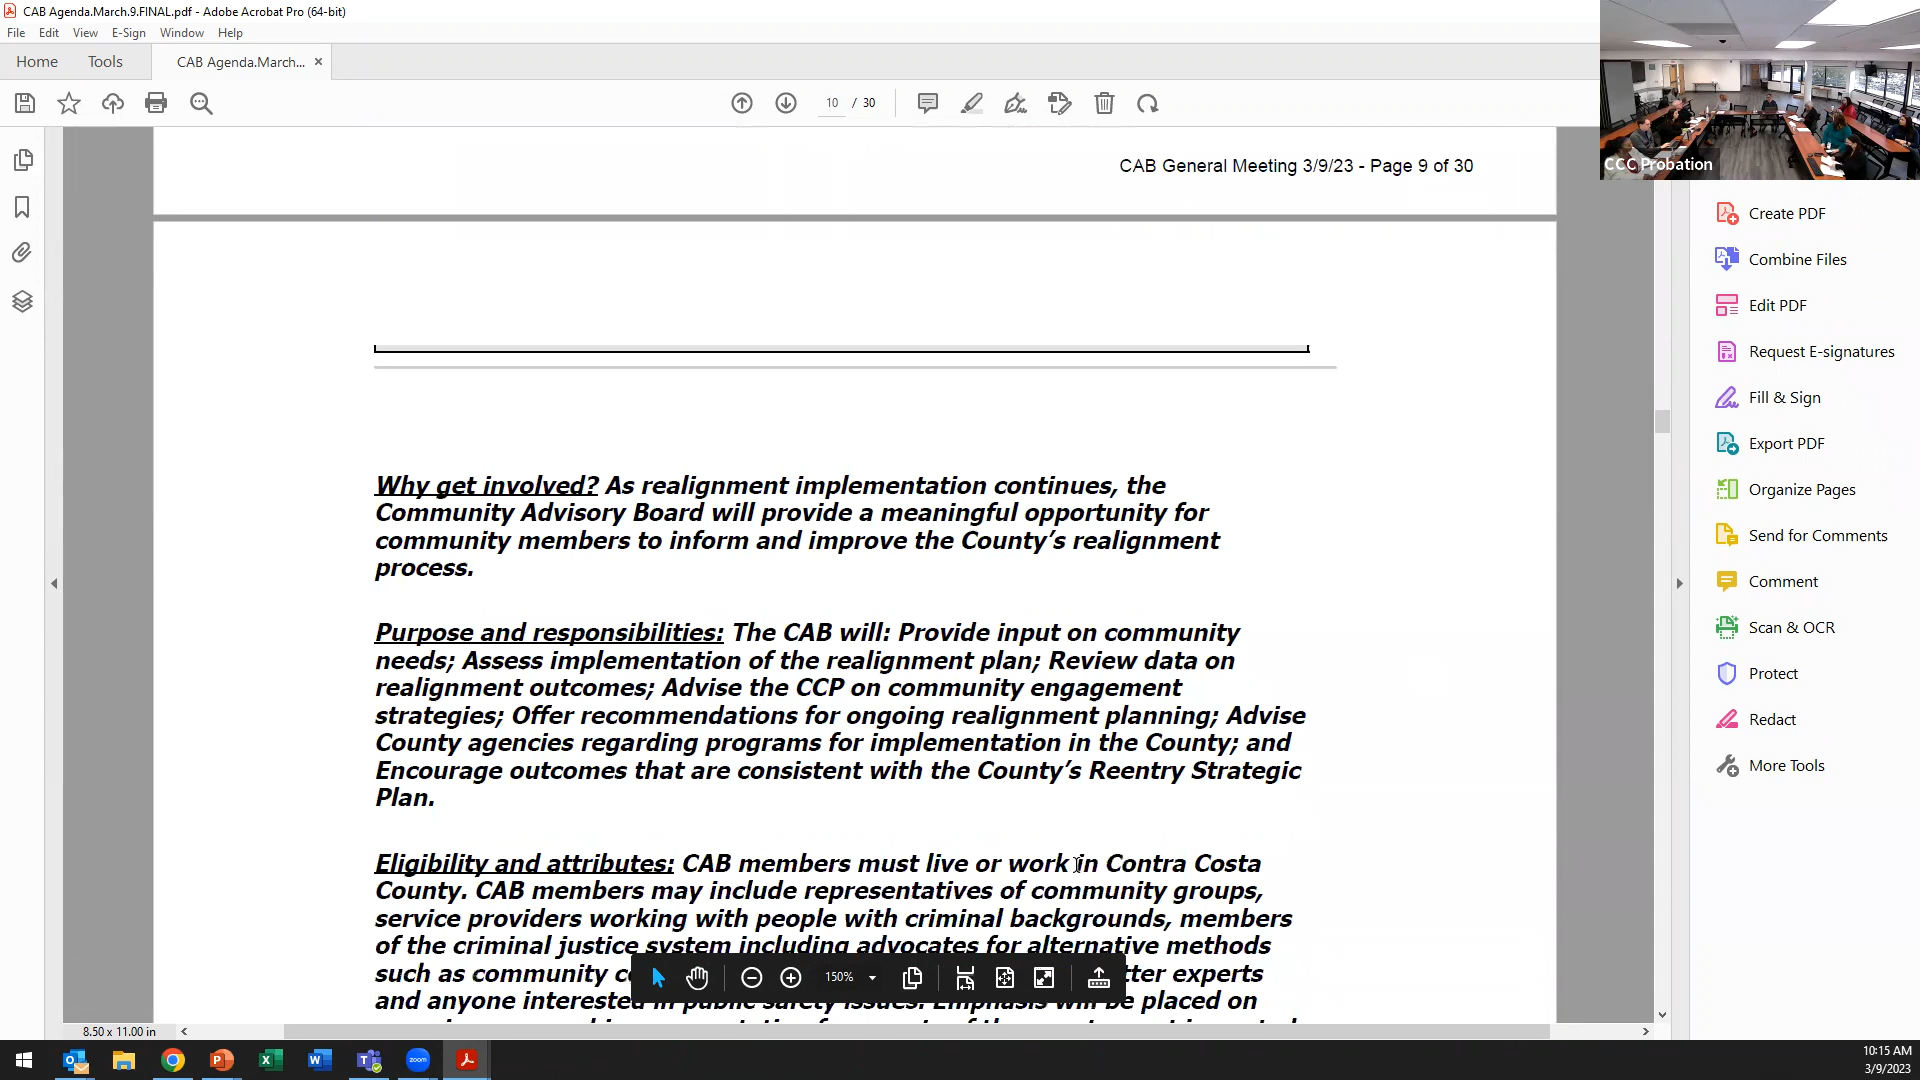 CAB Agenda.March.9.FINAL.pdf - Adobe Acrobat Pro (64-bit)
File Edit View E-Sign Window Help
Home Tools CAB Agenda.March... ×
10 / 30
CCC Probation
CAB General Meeting 3/9/23 - Page 9 of 30
Why get involved? As realignment implementation continues, the
Community Advisory Board will provide a meaningful opportunity for
community members to inform and improve the County’s realignment
process.
Purpose and responsibilities: The CAB will: Provide input on community
needs; Assess implementation of the realignment plan; Review data on
realignment outcomes; Advise the CCP on community engagement
strategies; Offer recommendations for ongoing realignment planning; Advise
County agencies regarding programs for implementation in the County; and
Encourage outcomes that are consistent with the County’s Reentry Strategic
Plan.
Eligibility and attributes: CAB members must live or work in Contra Costa
County. CAB members may include representatives of community groups,
service providers working with people with criminal backgrounds, members
of the criminal justice system including advocates for alternative methods
such as community experts
and anyone interested in public safety issues. Emphasis will be placed on
150%
Create PDF
Combine Files
Edit PDF
Request E-signatures
Fill & Sign
Export PDF
Organize Pages
Send for Comments
Comment
Scan & OCR
Protect
Redact
More Tools
8.50 x 11.00 in
zoom
10:15 AM
3/9/2023